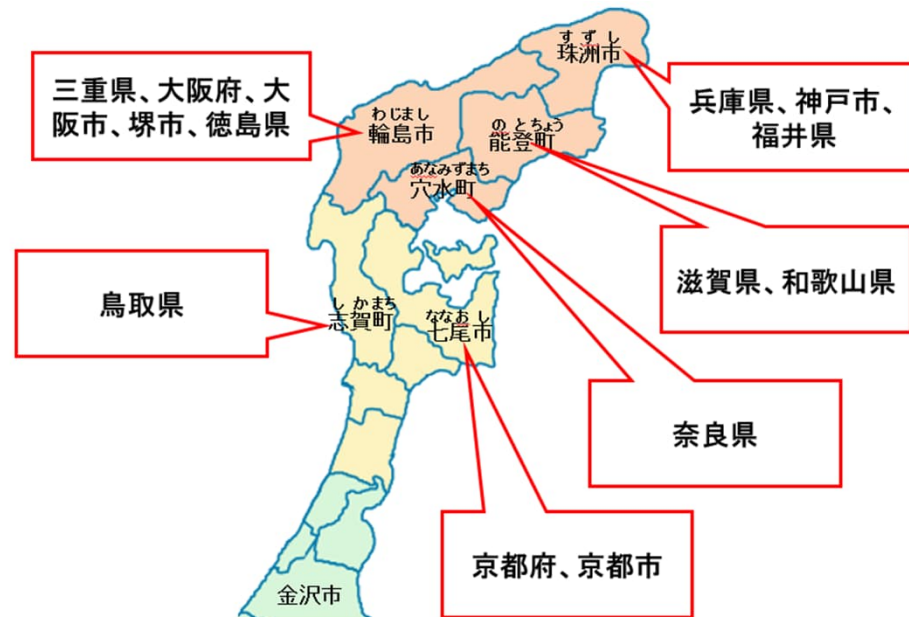 すずし
珠洲市
三重県、大阪府、大
阪市、堺市、徳島県
兵庫県、神戸市、
福井県
わじまし
輪島市
のとちょう
能登町
あなみずまち
穴水町
滋賀県、和歌山県
鳥取県
しかまち
志賀町
ななおし
七尾市
奈良県
京都府、京都市
金沢市